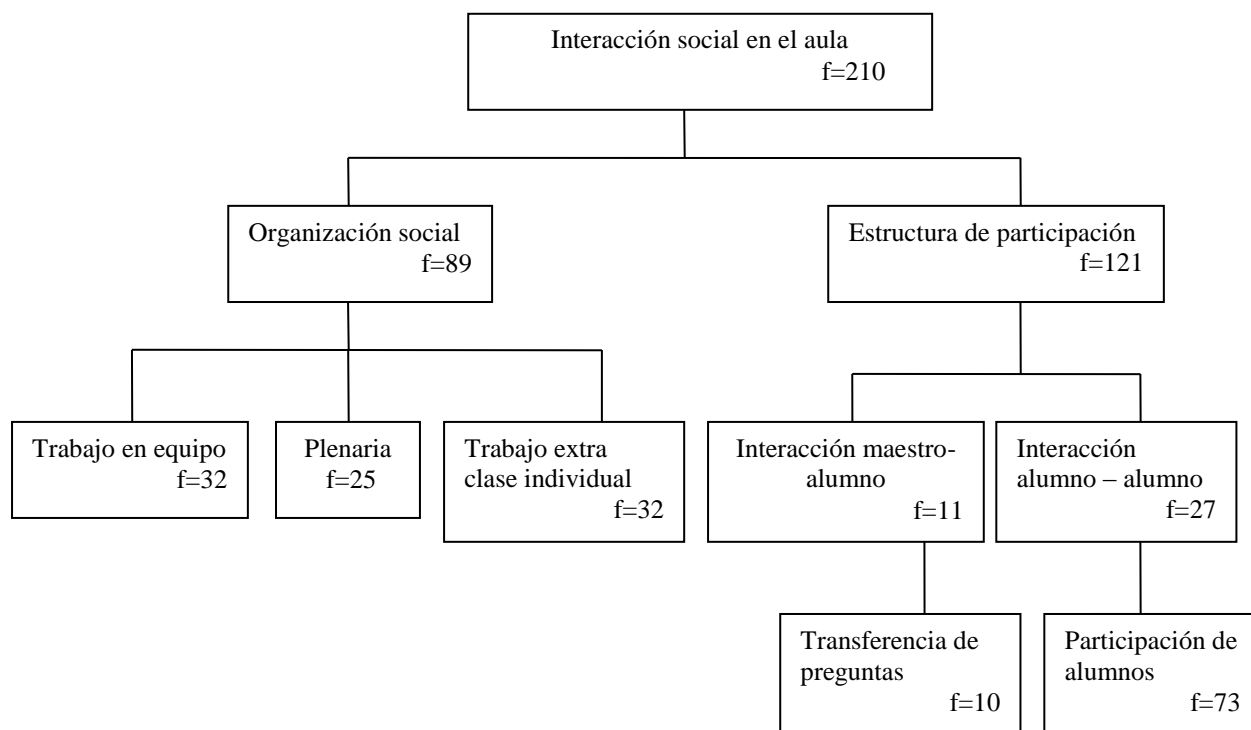 Interacción social en el aula
f=210
Organización social
f=89
Estructura de participación
f=121
Trabajo en equipo
f=32
Plenaria
f=25
Trabajo extra
clase individual
f=32
Interacción maestro-
alumno
f=11
Interacción
alumno – alumno
f=27
Transferencia de
preguntas
f=10
Participación de
alumnos
f=73